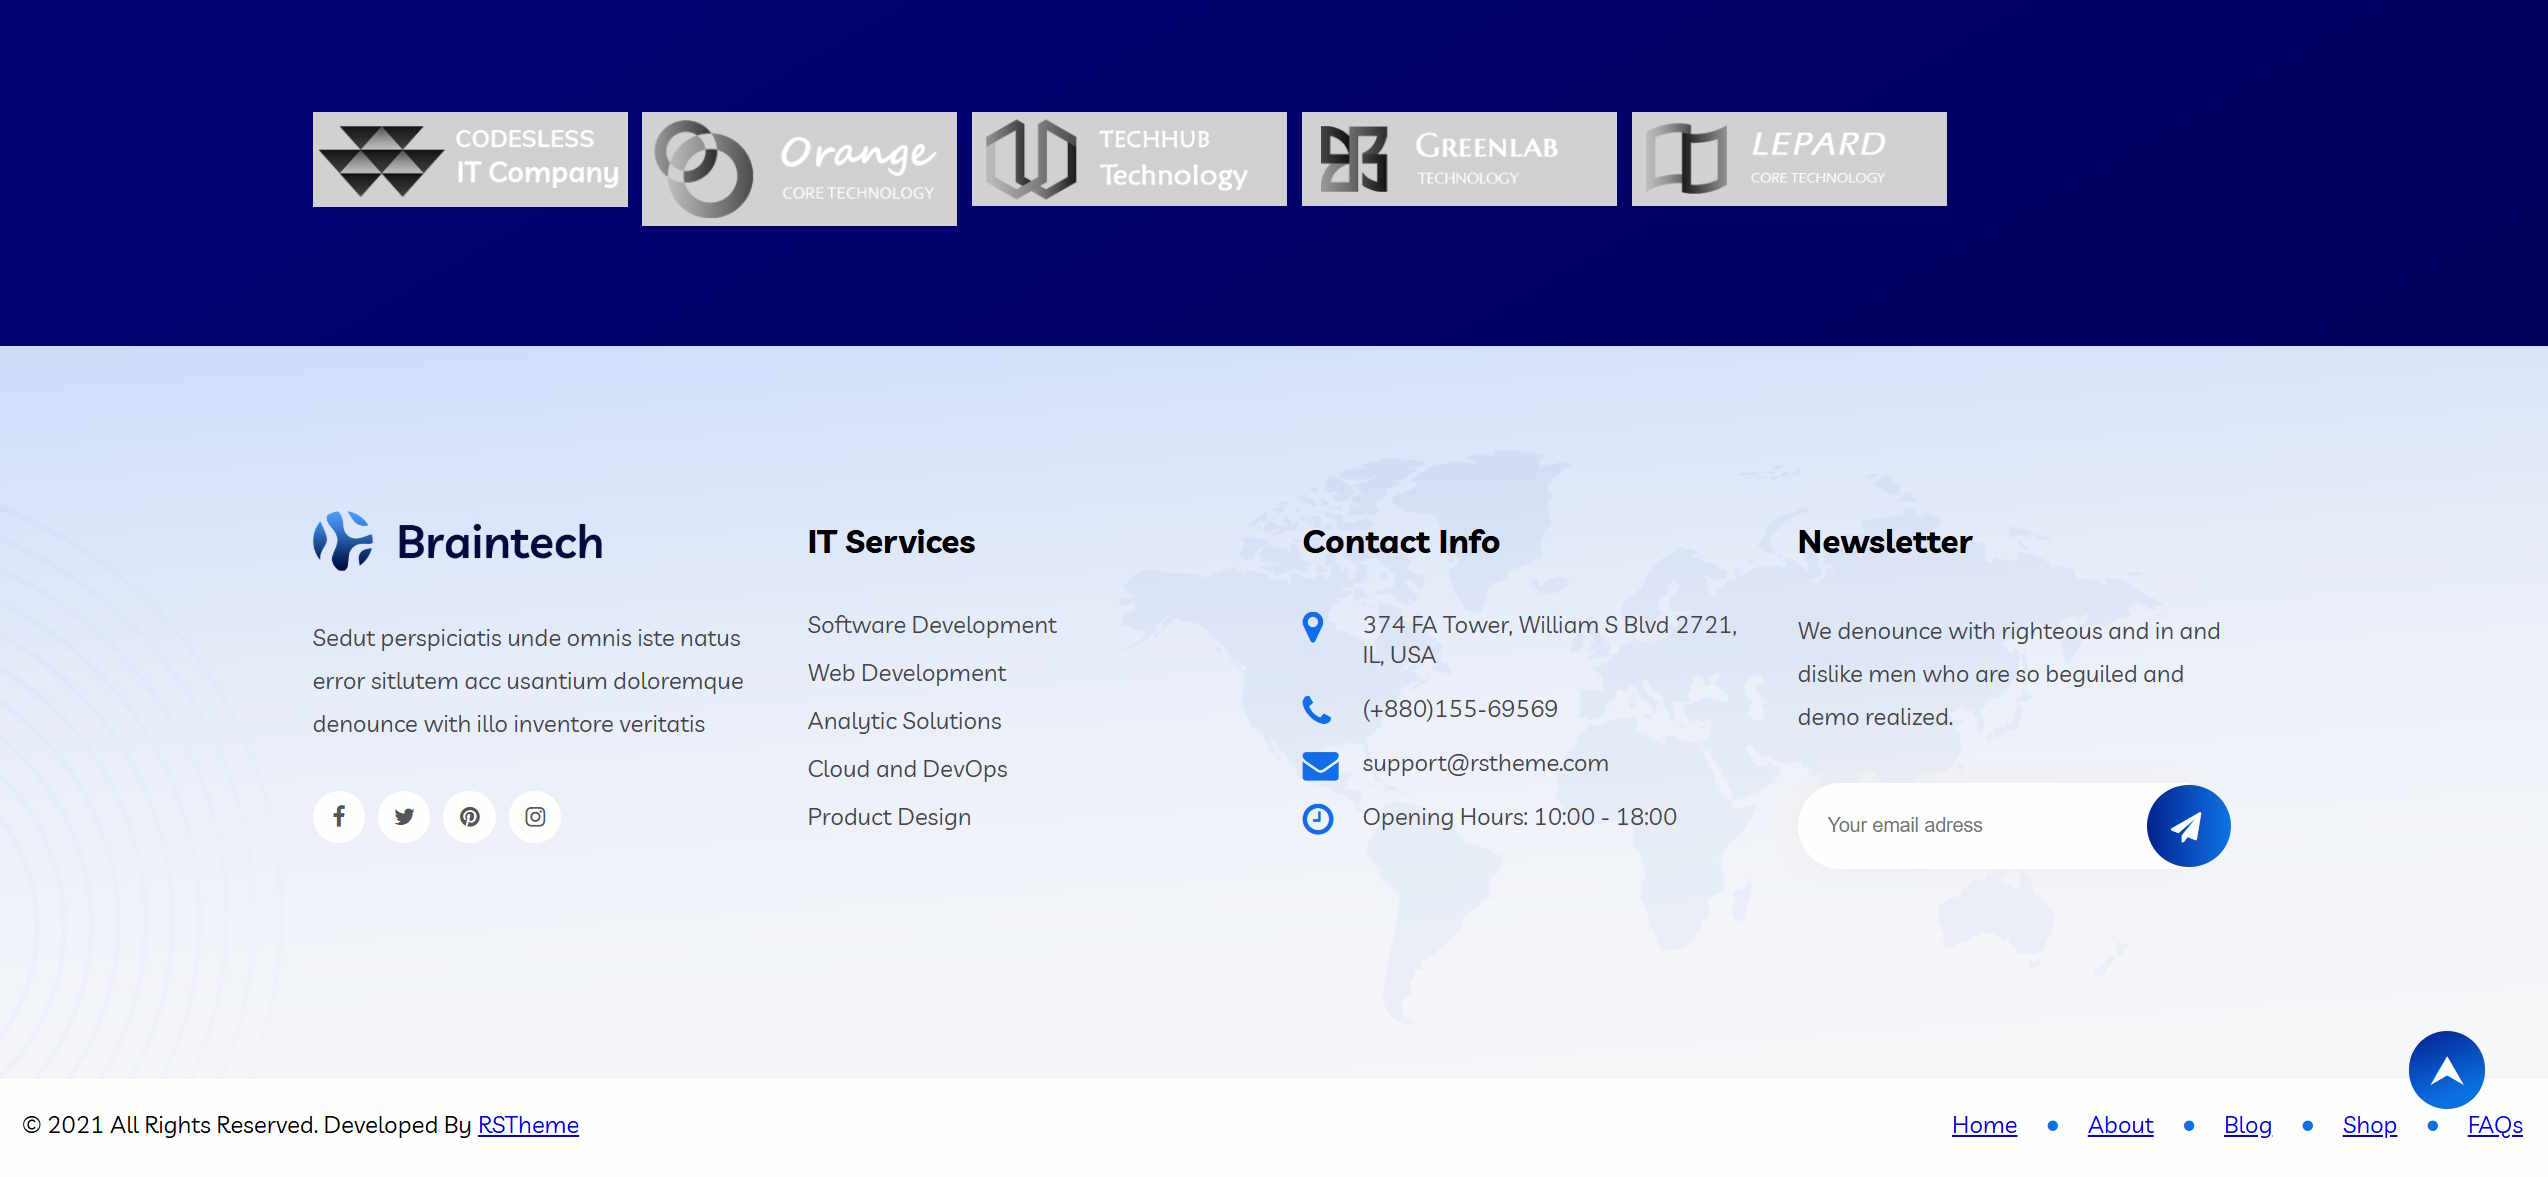 CODESLESS
IT Company
Orange
CORE TECHNOLOGY
TECHHUB
Technology
GREENLAB
TECHNOLOGY
LEPARD
CORE TECHNOLOGY
Braintech
Sedut perspiciatis unde omnis iste natus
error sitlutem acc usantium doloremque
denounce with illo inventore veritatis
IT Services
Software Development
Web Development
Analytic Solutions
Cloud and DevOps
Product Design
Contact Info
374 FA Tower, William S Blvd 2721,
IL, USA
(+880)155-69569
support@rstheme.com
Opening Hours: 10:00 - 18:00
Newsletter
We denounce with righteous and in and
dislike men who are so beguiled and
demo realized.
Your email adress
© 2021 All Rights Reserved. Developed By RSTheme
Home • About • Blog • Shop • FAQs